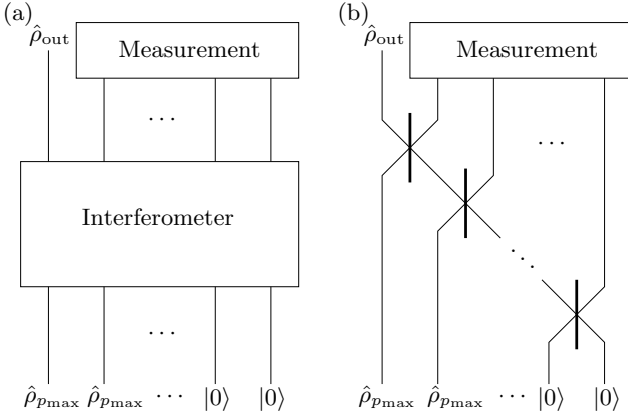 (a) (b)
ρ̂out Measurement ρ̂out Measurement
··· ···
Interferometer
···
···
ρ̂pmax ρ̂pmax ··· |0⟩ |0⟩ ρ̂pmax ρ̂pmax ··· |0⟩ |0⟩